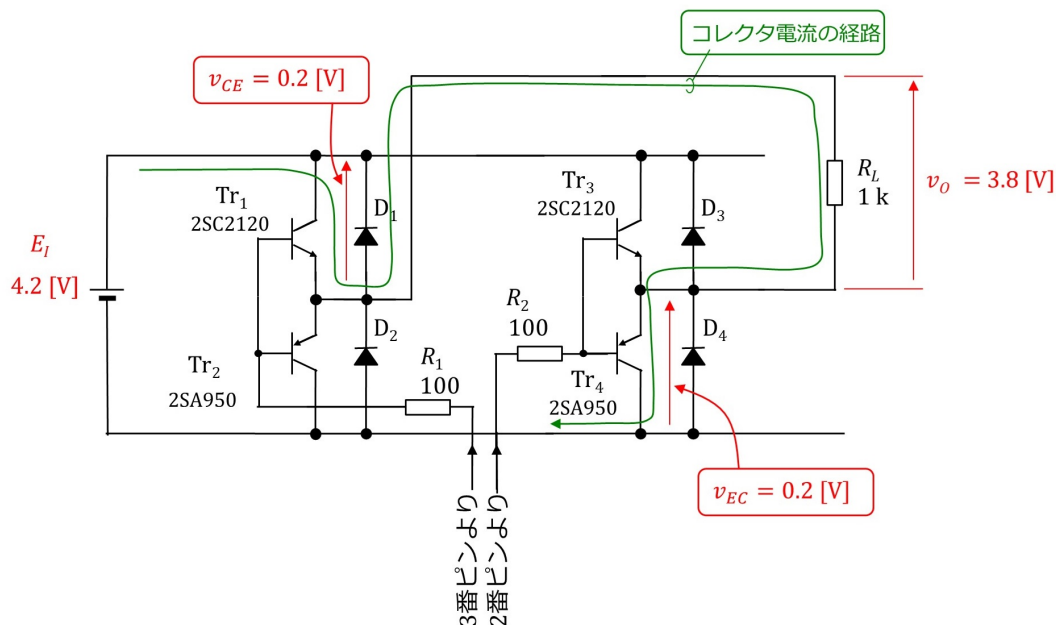 コレクタ電流の経路
v_CE = 0.2 [V]
Tr₁
2SC2120
D₁
Tr₃
2SC2120
D₃
R_L
1 k
v_O = 3.8 [V]
E_I
4.2 [V]
Tr₂
2SA950
D₂
R₁
100
R₂
100
Tr₄
2SA950
D₄
v_EC = 0.2 [V]
3番ピンより
2番ピンより